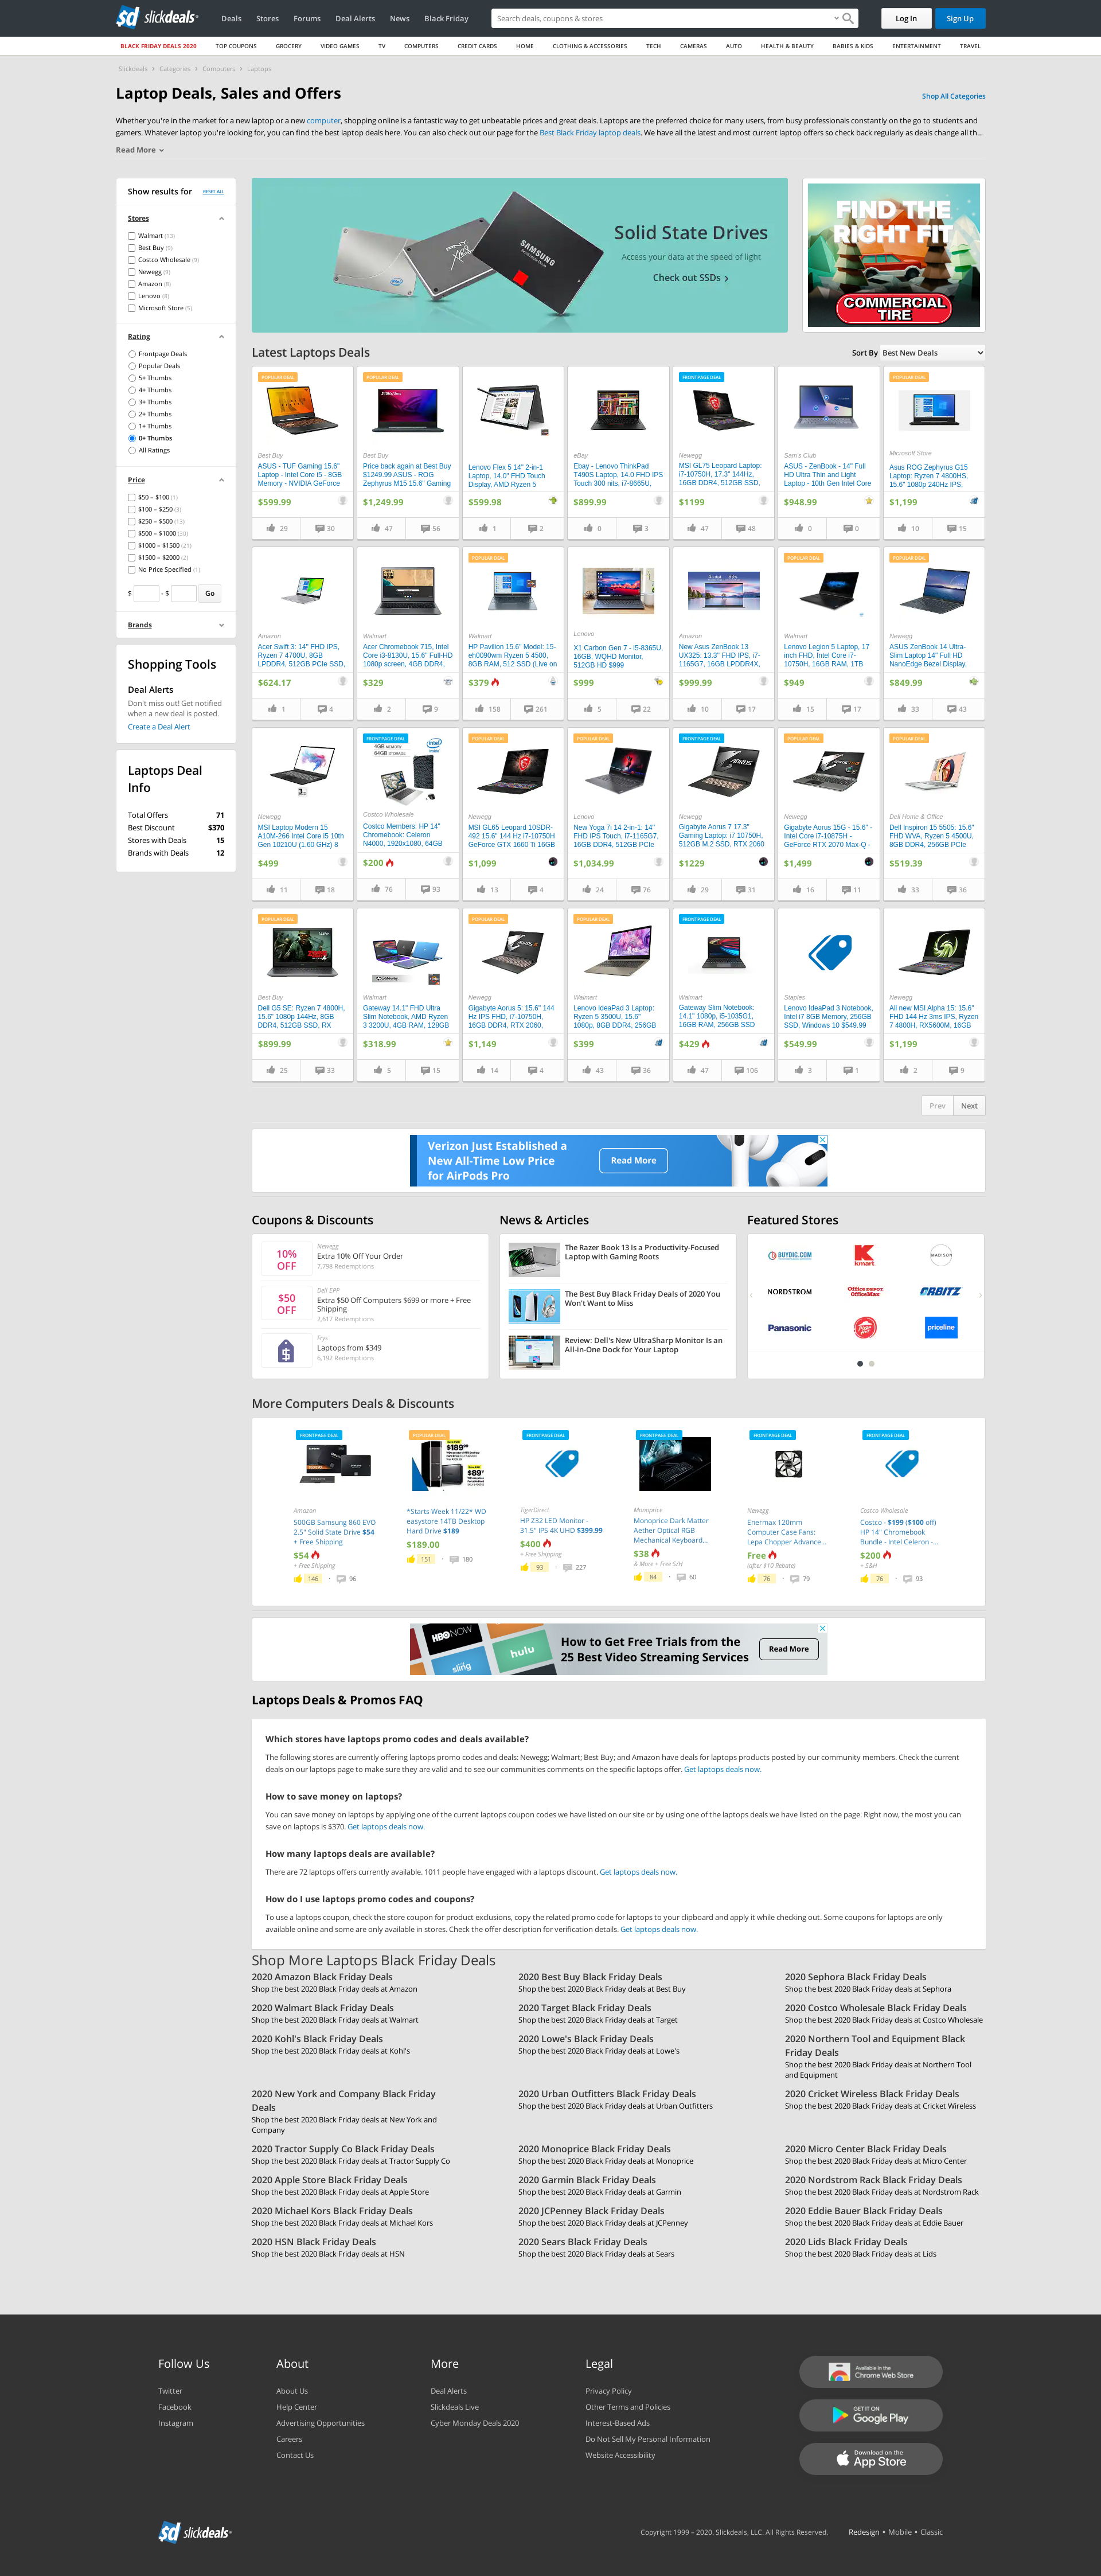 sd slickdeals
Deals Stores Forums Deal Alerts News Black Friday
Search deals, coupons & stores
Log In Sign Up
BLACK FRIDAY DEALS 2020 TOP COUPONS GROCERY VIDEO GAMES TV COMPUTERS CREDIT CARDS HOME CLOTHING & ACCESSORIES TECH CAMERAS AUTO HEALTH & BEAUTY BABIES & KIDS ENTERTAINMENT TRAVEL
Slickdeals > Categories > Computers > Laptops
Laptop Deals, Sales and Offers
Shop All Categories
Whether you're in the market for a new laptop or a new computer, shopping online is a fantastic way to get unbeatable prices and great deals. Laptops are the preferred choice for many users, from busy professionals constantly on the go to students and
gamers. Whatever laptop you're looking for, you can find the best laptop deals here. You can also check out our page for the Best Black Friday laptop deals. We have all the latest and most current laptop offers so check back regularly as deals change all th...
Read More
Show results for RESET ALL
Stores
Walmart (13)
Best Buy (9)
Costco Wholesale (9)
Newegg (9)
Amazon (8)
Lenovo (8)
Microsoft Store (5)
Rating
Frontpage Deals
Popular Deals
5+ Thumbs
4+ Thumbs
3+ Thumbs
2+ Thumbs
1+ Thumbs
0+ Thumbs
All Ratings
Price
$50 – $100 (1)
$100 – $250 (3)
$250 – $500 (13)
$500 – $1000 (30)
$1000 – $1500 (21)
$1500 – $2000 (2)
No Price Specified (1)
$ - $ Go
Brands
Shopping Tools
Deal Alerts
Don't miss out! Get notified
when a new deal is posted.
Create a Deal Alert
Laptops Deal
Info
Total Offers 71
Best Discount $370
Stores with Deals 15
Brands with Deals 12
SAMSUNG
Solid State Drives
Access your data at the speed of light
Check out SSDs >
FIND THE
RIGHT FIT
COMMERCIAL
TIRE
Latest Laptops Deals
Sort By Best New Deals
POPULAR DEAL
Best Buy
ASUS - TUF Gaming 15.6"
Laptop - Intel Core i5 - 8GB
Memory - NVIDIA GeForce
$599.99
29 30
POPULAR DEAL
Best Buy
Price back again at Best Buy
$1249.99 ASUS - ROG
Zephyrus M15 15.6" Gaming
$1,249.99
47 56
Lenovo Flex 5 14" 2-in-1
Laptop, 14.0" FHD Touch
Display, AMD Ryzen 5
$599.98
1 2
eBay
Ebay - Lenovo ThinkPad
T490S Laptop, 14.0 FHD IPS
Touch 300 nits, i7-8665U,
$899.99
0 3
FRONTPAGE DEAL
Newegg
MSI GL75 Leopard Laptop:
i7-10750H, 17.3" 144Hz,
16GB DDR4, 512GB SSD,
$1199
47 48
Sam's Club
ASUS - ZenBook - 14" Full
HD Ultra Thin and Light
Laptop - 10th Gen Intel Core
$948.99
0 0
POPULAR DEAL
Microsoft Store
Asus ROG Zephyrus G15
Laptop: Ryzen 7 4800HS,
15.6" 1080p 240Hz IPS,
$1,199
10 15
Amazon
Acer Swift 3: 14" FHD IPS,
Ryzen 7 4700U, 8GB
LPDDR4, 512GB PCIe SSD,
$624.17
1 4
Walmart
Acer Chromebook 715, Intel
Core i3-8130U, 15.6" Full-HD
1080p screen, 4GB DDR4,
$329
2 9
POPULAR DEAL
Walmart
HP Pavilion 15.6" Model: 15-
eh0090wm Ryzen 5 4500,
8GB RAM, 512 SSD (Live on
$379
158 261
Lenovo
X1 Carbon Gen 7 - i5-8365U,
16GB, WQHD Monitor,
512GB HD $999
$999
5 22
Amazon
New Asus ZenBook 13
UX325: 13.3" FHD IPS, i7-
1165G7, 16GB LPDDR4X,
$999.99
10 17
POPULAR DEAL
Walmart
Lenovo Legion 5 Laptop, 17
inch FHD, Intel Core i7-
10750H, 16GB RAM, 1TB
$949
15 17
POPULAR DEAL
Newegg
ASUS ZenBook 14 Ultra-
Slim Laptop 14" Full HD
NanoEdge Bezel Display,
$849.99
33 43
Newegg
MSI Laptop Modern 15
A10M-266 Intel Core i5 10th
Gen 10210U (1.60 GHz) 8
$499
11 18
FRONTPAGE DEAL
4GB MEMORY
64GB STORAGE
intel
Costco Wholesale
Costco Members: HP 14"
Chromebook: Celeron
N4000, 1920x1080, 64GB
$200
76 93
POPULAR DEAL
Newegg
MSI GL65 Leopard 10SDR-
492 15.6" 144 Hz i7-10750H
GeForce GTX 1660 Ti 16GB
$1,099
13 4
POPULAR DEAL
Lenovo
New Yoga 7i 14 2-in-1: 14"
FHD IPS Touch, i7-1165G7,
16GB DDR4, 512GB PCIe
$1,034.99
24 76
FRONTPAGE DEAL
AORUS
Newegg
Gigabyte Aorus 7 17.3"
Gaming Laptop: i7 10750H,
512GB M.2 SSD, RTX 2060
$1229
29 31
POPULAR DEAL
Newegg
Gigabyte Aorus 15G - 15.6" -
Intel Core i7-10875H -
GeForce RTX 2070 Max-Q -
$1,499
16 11
POPULAR DEAL
Dell Home & Office
Dell Inspiron 15 5505: 15.6"
FHD WVA, Ryzen 5 4500U,
8GB DDR4, 256GB PCIe
$519.39
33 36
POPULAR DEAL
Best Buy
Dell G5 SE: Ryzen 7 4800H,
15.6" 1080p 144Hz, 8GB
DDR4, 512GB SSD, RX
$899.99
25 33
Walmart
Gateway 14.1" FHD Ultra
Slim Notebook, AMD Ryzen
3 3200U, 4GB RAM, 128GB
$318.99
5 15
Newegg
Gigabyte Aorus 5: 15.6" 144
Hz IPS FHD, i7-10750H,
16GB DDR4, RTX 2060,
$1,149
14 4
POPULAR DEAL
Walmart
Lenovo IdeaPad 3 Laptop:
Ryzen 5 3500U, 15.6"
1080p, 8GB DDR4, 256GB
$399
43 36
FRONTPAGE DEAL
Walmart
Gateway Slim Notebook:
14.1" 1080p, i5-1035G1,
16GB RAM, 256GB SSD
$429
47 106
Staples
Lenovo IdeaPad 3 Notebook,
Intel i7 8GB Memory, 256GB
SSD, Windows 10 $549.99
$549.99
3 1
Newegg
All new MSI Alpha 15: 15.6"
FHD 144 Hz 3ms IPS, Ryzen
7 4800H, RX5600M, 16GB
$1,199
2 9
Prev Next
Verizon Just Established a
New All-Time Low Price
for AirPods Pro
Read More
Coupons & Discounts
10%
OFF
Newegg
Extra 10% Off Your Order
7,798 Redemptions
$50
OFF
Dell EPP
Extra $50 Off Computers $699 or more + Free
Shipping
2,617 Redemptions
Frys
Laptops from $349
6,192 Redemptions
News & Articles
The Razer Book 13 Is a Productivity-Focused
Laptop with Gaming Roots
The Best Buy Black Friday Deals of 2020 You
Won't Want to Miss
Review: Dell's New UltraSharp Monitor Is an
All-in-One Dock for Your Laptop
Featured Stores
BUYDIG.COM
kmart
MADISON
NORDSTROM
Office DEPOT
OfficeMax
ORBITZ
Panasonic
priceline
More Computers Deals & Discounts
FRONTPAGE DEAL
Amazon
500GB Samsung 860 EVO
2.5" Solid State Drive $54
+ Free Shipping
$54
+ Free Shipping
146 · 96
POPULAR DEAL
*Starts Week 11/22* WD
easystore 14TB Desktop
Hard Drive $189
$189.00
151 · 180
FRONTPAGE DEAL
TigerDirect
HP Z32 LED Monitor -
31.5" IPS 4K UHD $399.99
$400
+ Free Shipping
93 · 227
FRONTPAGE DEAL
Monoprice
Monoprice Dark Matter
Aether Optical RGB
Mechanical Keyboard...
$38
& More + Free S/H
84 · 60
FRONTPAGE DEAL
Newegg
Enermax 120mm
Computer Case Fans:
Lepa Chopper Advance...
Free
(after $10 Rebate)
76 · 79
FRONTPAGE DEAL
Costco Wholesale
Costco - $199 ($100 off)
HP 14" Chromebook
Bundle - Intel Celeron -...
$200
+ S&H
76 · 93
HBO NOW
sling
hulu
How to Get Free Trials from the
25 Best Video Streaming Services
Read More
Laptops Deals & Promos FAQ
Which stores have laptops promo codes and deals available?
The following stores are currently offering laptops promo codes and deals: Newegg; Walmart; Best Buy; and Amazon have deals for laptops products posted by our community members. Check the current
deals on our laptops page to make sure they are valid and to see our communities comments on the specific laptops offer. Get laptops deals now.
How to save money on laptops?
You can save money on laptops by applying one of the current laptops coupon codes we have listed on our site or by using one of the laptops deals we have listed on the page. Right now, the most you can
save on laptops is $370. Get laptops deals now.
How many laptops deals are available?
There are 72 laptops offers currently available. 1011 people have engaged with a laptops discount. Get laptops deals now.
How do I use laptops promo codes and coupons?
To use a laptops coupon, check the store coupon for product exclusions, copy the related promo code for laptops to your clipboard and apply it while checking out. Some coupons for laptops are only
available online and some are only available in stores. Check the offer description for verification details. Get laptops deals now.
Shop More Laptops Black Friday Deals
2020 Amazon Black Friday Deals
Shop the best 2020 Black Friday deals at Amazon
2020 Best Buy Black Friday Deals
Shop the best 2020 Black Friday deals at Best Buy
2020 Sephora Black Friday Deals
Shop the best 2020 Black Friday deals at Sephora
2020 Walmart Black Friday Deals
Shop the best 2020 Black Friday deals at Walmart
2020 Target Black Friday Deals
Shop the best 2020 Black Friday deals at Target
2020 Costco Wholesale Black Friday Deals
Shop the best 2020 Black Friday deals at Costco Wholesale
2020 Kohl's Black Friday Deals
Shop the best 2020 Black Friday deals at Kohl's
2020 Lowe's Black Friday Deals
Shop the best 2020 Black Friday deals at Lowe's
2020 Northern Tool and Equipment Black
Friday Deals
Shop the best 2020 Black Friday deals at Northern Tool
and Equipment
2020 New York and Company Black Friday
Deals
Shop the best 2020 Black Friday deals at New York and
Company
2020 Urban Outfitters Black Friday Deals
Shop the best 2020 Black Friday deals at Urban Outfitters
2020 Cricket Wireless Black Friday Deals
Shop the best 2020 Black Friday deals at Cricket Wireless
2020 Tractor Supply Co Black Friday Deals
Shop the best 2020 Black Friday deals at Tractor Supply Co
2020 Monoprice Black Friday Deals
Shop the best 2020 Black Friday deals at Monoprice
2020 Micro Center Black Friday Deals
Shop the best 2020 Black Friday deals at Micro Center
2020 Apple Store Black Friday Deals
Shop the best 2020 Black Friday deals at Apple Store
2020 Garmin Black Friday Deals
Shop the best 2020 Black Friday deals at Garmin
2020 Nordstrom Rack Black Friday Deals
Shop the best 2020 Black Friday deals at Nordstrom Rack
2020 Michael Kors Black Friday Deals
Shop the best 2020 Black Friday deals at Michael Kors
2020 JCPenney Black Friday Deals
Shop the best 2020 Black Friday deals at JCPenney
2020 Eddie Bauer Black Friday Deals
Shop the best 2020 Black Friday deals at Eddie Bauer
2020 HSN Black Friday Deals
Shop the best 2020 Black Friday deals at HSN
2020 Sears Black Friday Deals
Shop the best 2020 Black Friday deals at Sears
2020 Lids Black Friday Deals
Shop the best 2020 Black Friday deals at Lids
Follow Us
Twitter
Facebook
Instagram
About
About Us
Help Center
Advertising Opportunities
Careers
Contact Us
More
Deal Alerts
Slickdeals Live
Cyber Monday Deals 2020
Legal
Privacy Policy
Other Terms and Policies
Interest-Based Ads
Do Not Sell My Personal Information
Website Accessibility
Available in the
Chrome Web Store
GET IT ON
Google Play
Download on the
App Store
sd slickdeals
Copyright 1999 – 2020. Slickdeals, LLC. All Rights Reserved. Redesign • Mobile • Classic